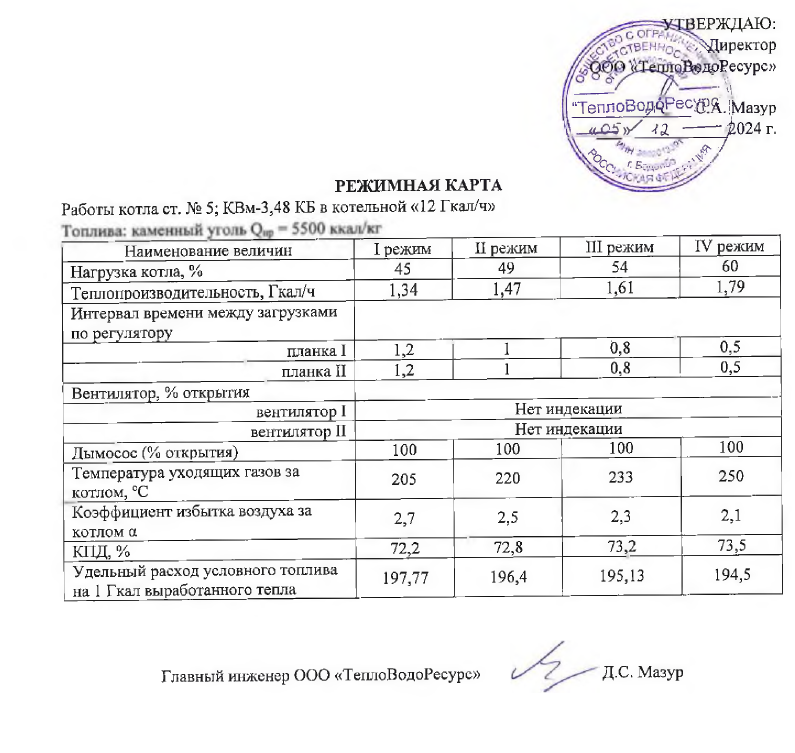 УТВЕРЖДАЮ:
Директор
ООО «ТеплоВодоРесурс»
ОБЩЕСТВО С ОГРАНИЧЕННОЙ
ОТВЕТСТВЕННОСТЬЮ
"ТеплоВодоРесурс
С.А. Мазур
«05» 12 2024 г.
ИНН
г. Бодайбо
РОССИЙСКАЯ ФЕДЕРАЦИЯ
РЕЖИМНАЯ КАРТА
Работы котла ст. № 5; КВм-3,48 КБ в котельной «12 Гкал/ч»
Топлива: каменный уголь Qнр = 5500 ккал/кг
Наименование величин I режим II режим III режим IV режим
Нагрузка котла, % 45 49 54 60
Теплопроизводительность, Гкал/ч 1,34 1,47 1,61 1,79
Интервал времени между загрузками
по регулятору
планка I 1,2 1 0,8 0,5
планка II 1,2 1 0,8 0,5
Вентилятор, % открытия
вентилятор I Нет индекации
вентилятор II Нет индекации
Дымосос (% открытия) 100 100 100 100
Температура уходящих газов за
котлом, °С 205 220 233 250
Коэффициент избытка воздуха за
котлом α 2,7 2,5 2,3 2,1
КПД, % 72,2 72,8 73,2 73,5
Удельный расход условного топлива
на 1 Гкал выработанного тепла 197,77 196,4 195,13 194,5
Главный инженер ООО «ТеплоВодоРесурс» Д.С. Мазур